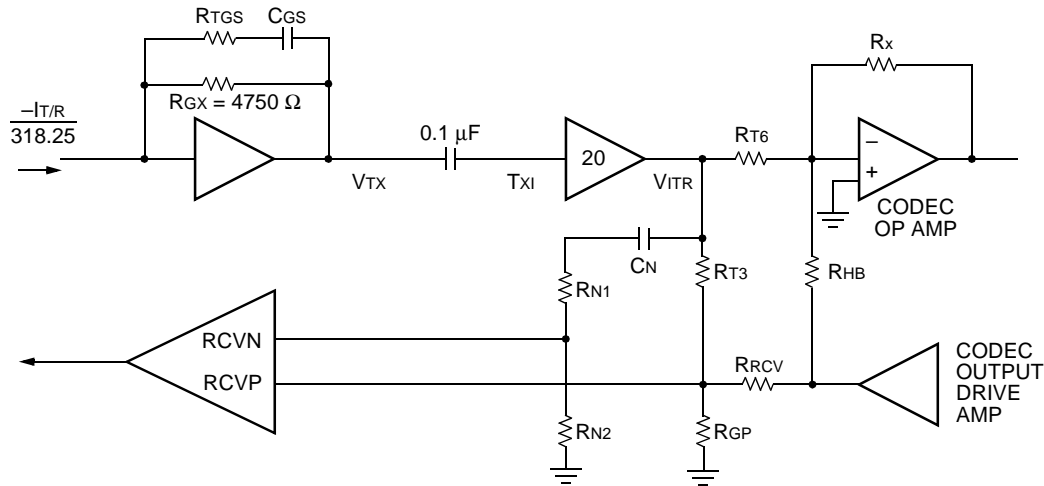 RTGS
CGS
RGX = 4750 Ω
–IT/R
318.25
VTX
0.1 µF
TXI
20
VITR
RT6
RX
–
+
CODEC
OP AMP
CN
RN1
RT3
RHB
RCVN
RCVP
RRCV
CODEC
OUTPUT
DRIVE
AMP
RN2
RGP